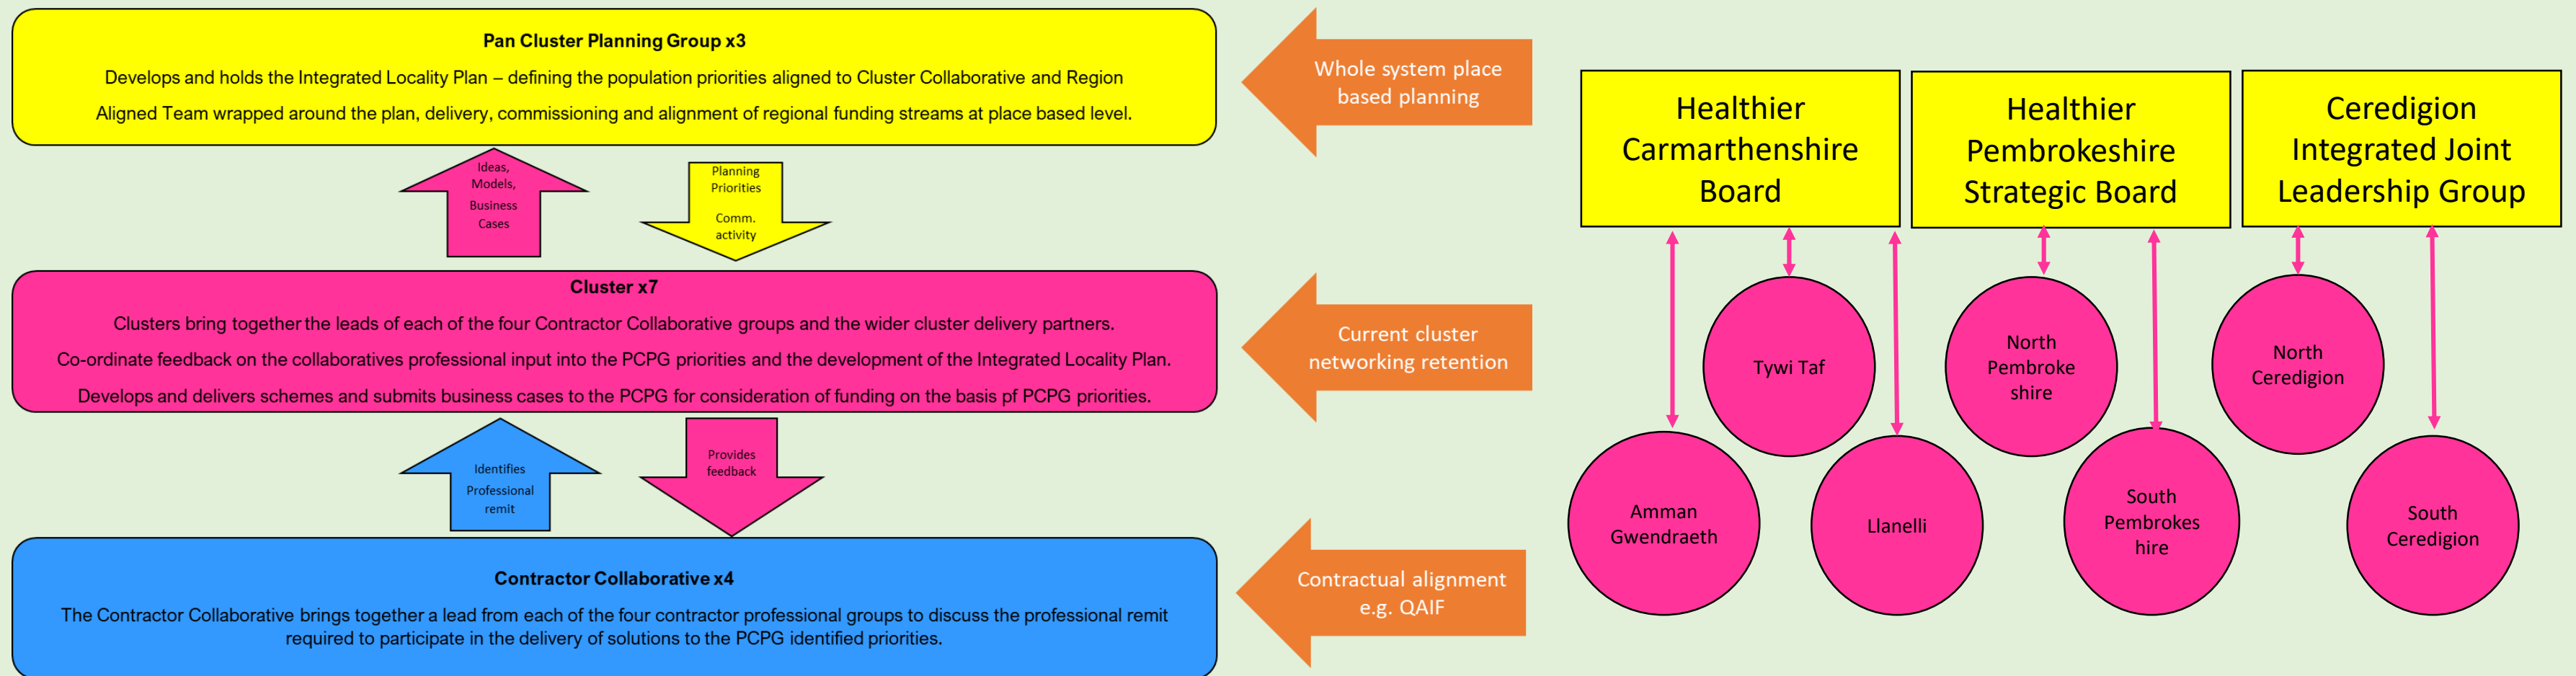 Pan Cluster Planning Group x3
Develops and holds the Integrated Locality Plan – defining the population priorities aligned to Cluster Collaborative and Region
Aligned Team wrapped around the plan, delivery, commissioning and alignment of regional funding streams at place based level.
Ideas,
Models,
Business
Cases
Planning
Priorities
Comm.
activity
Cluster x7
Clusters bring together the leads of each of the four Contractor Collaborative groups and the wider cluster delivery partners.
Co-ordinate feedback on the collaboratives professional input into the PCPG priorities and the development of the Integrated Locality Plan.
Develops and delivers schemes and submits business cases to the PCPG for consideration of funding on the basis pf PCPG priorities.
Identifies
Professional
remit
Provides
feedback
Contractor Collaborative x4
The Contractor Collaborative brings together a lead from each of the four contractor professional groups to discuss the professional remit
required to participate in the delivery of solutions to the PCPG identified priorities.
Whole system place
based planning
Current cluster
networking retention
Contractual alignment
e.g. QAIF
Healthier
Carmarthenshire
Board
Healthier
Pembrokeshire
Strategic Board
Ceredigion
Integrated Joint
Leadership Group
Tywi Taf
North
Pembroke
shire
North
Ceredigion
Amman
Gwendraeth
Llanelli
South
Pembrokes
hire
South
Ceredigion